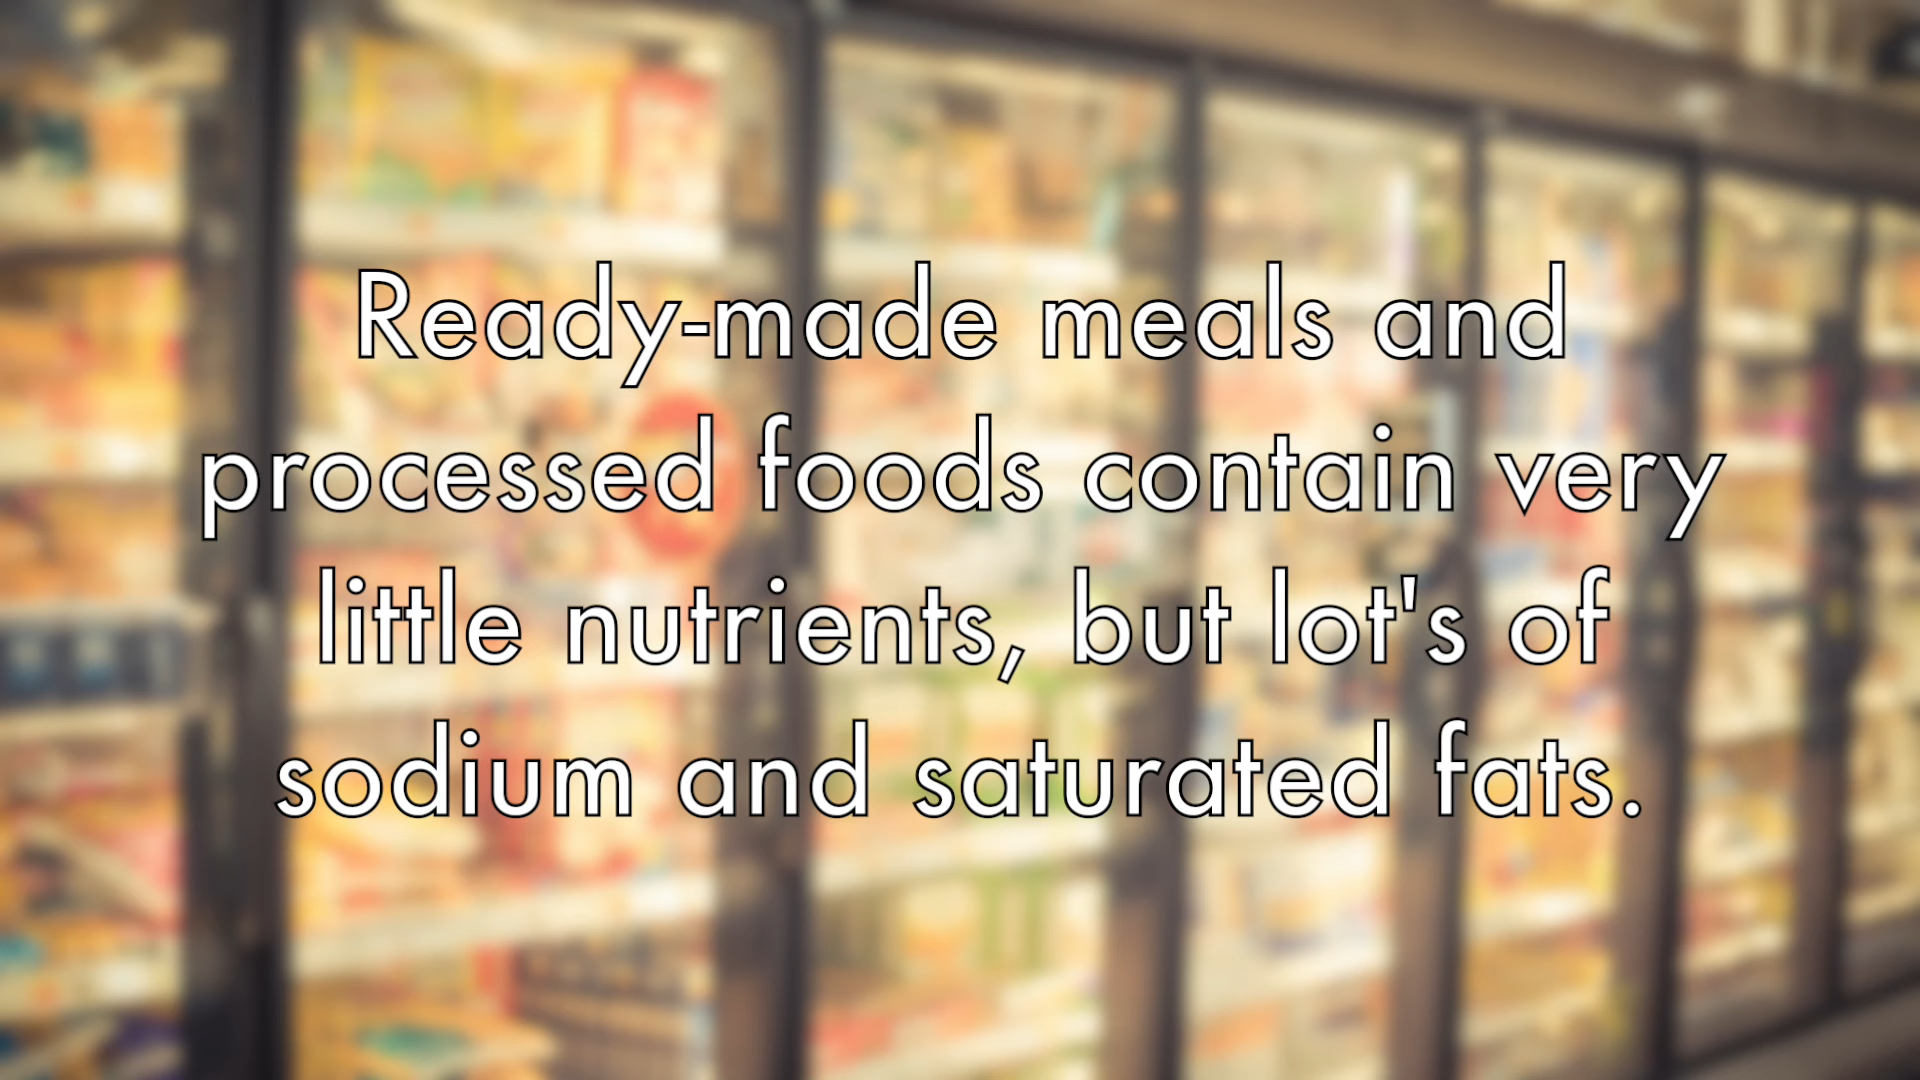 Ready-made meals and
processed foods contain very
little nutrients, but lot's of
sodium and saturated fats.